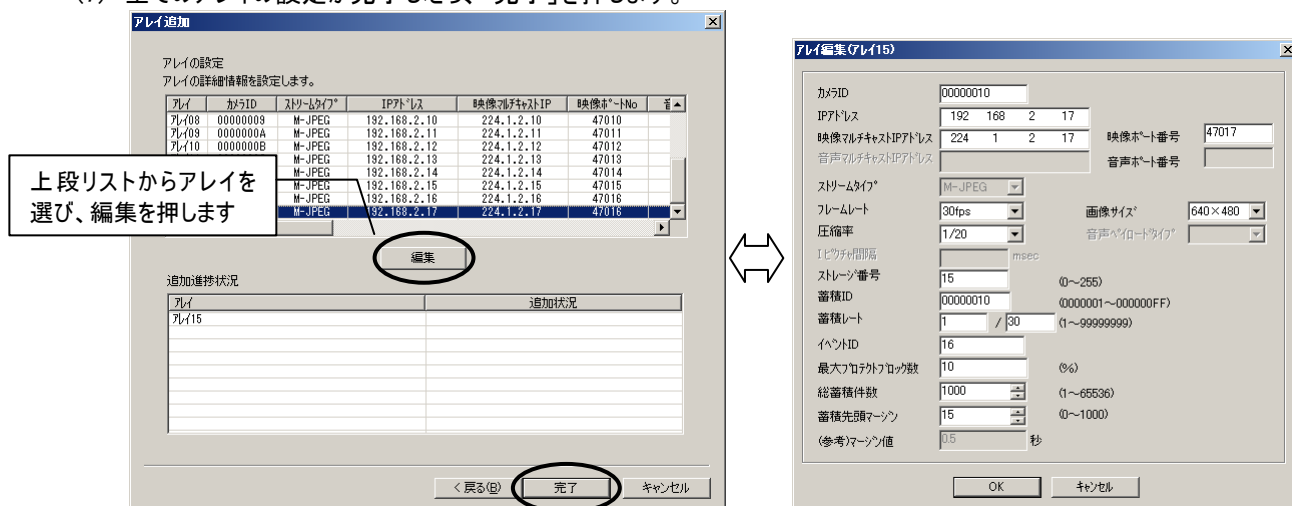 (7) 全てのアレイの設定が完了し 完了」を押します。
アレイ追加
アレイの設定
アレイの詳細情報を設定します。
アレイ カメラID ストリームタイプ IPアドレス 映像マルチキャストIP 映像ポートNo
アレイ08 00000009 M-JPEG 192.168.2.10 224.1.2.10 47010
アレイ09 0000000A M-JPEG 192.168.2.11 224.1.2.11 47011
アレイ10 0000000B M-JPEG 192.168.2.12 224.1.2.12 47012
M-JPEG 192.168.2.13 224.1.2.13 47013
M-JPEG 192.168.2.14 224.1.2.14 47014
M-JPEG 192.168.2.15 224.1.2.15 47015
M-JPEG 192.168.2.16 224.1.2.16 47016
M-JPEG 192.168.2.17 224.1.2.17 47016
上段リストからアレイを
選び、編集を押します
編集
追加進捗状況
アレイ 追加状況
アレイ15
< 戻る(B) 完了 キャンセル
アレイ編集(アレイ15)
カメラID 00000010
IPアドレス 192 168 2 17
映像マルチキャストIPアドレス 224 1 2 17 映像ポート番号 47017
音声マルチキャストIPアドレス 音声ポート番号
ストリームタイプ M-JPEG
フレームレート 30fps 画像サイズ 640×480
圧縮率 1/20 音声ペイロードタイプ
Iピクチャ間隔 msec
ストレージ番号 15 (0～255)
蓄積ID 00000010 (0000001～000000FF)
蓄積レート 1 / 30 (1～99999999)
イベントID 16
最大プロテクトブロック数 10 (%)
総蓄積件数 1000 (1～65536)
蓄積先頭マージン 15 (0～1000)
(参考)マージン値 0.5 秒
OK キャンセル